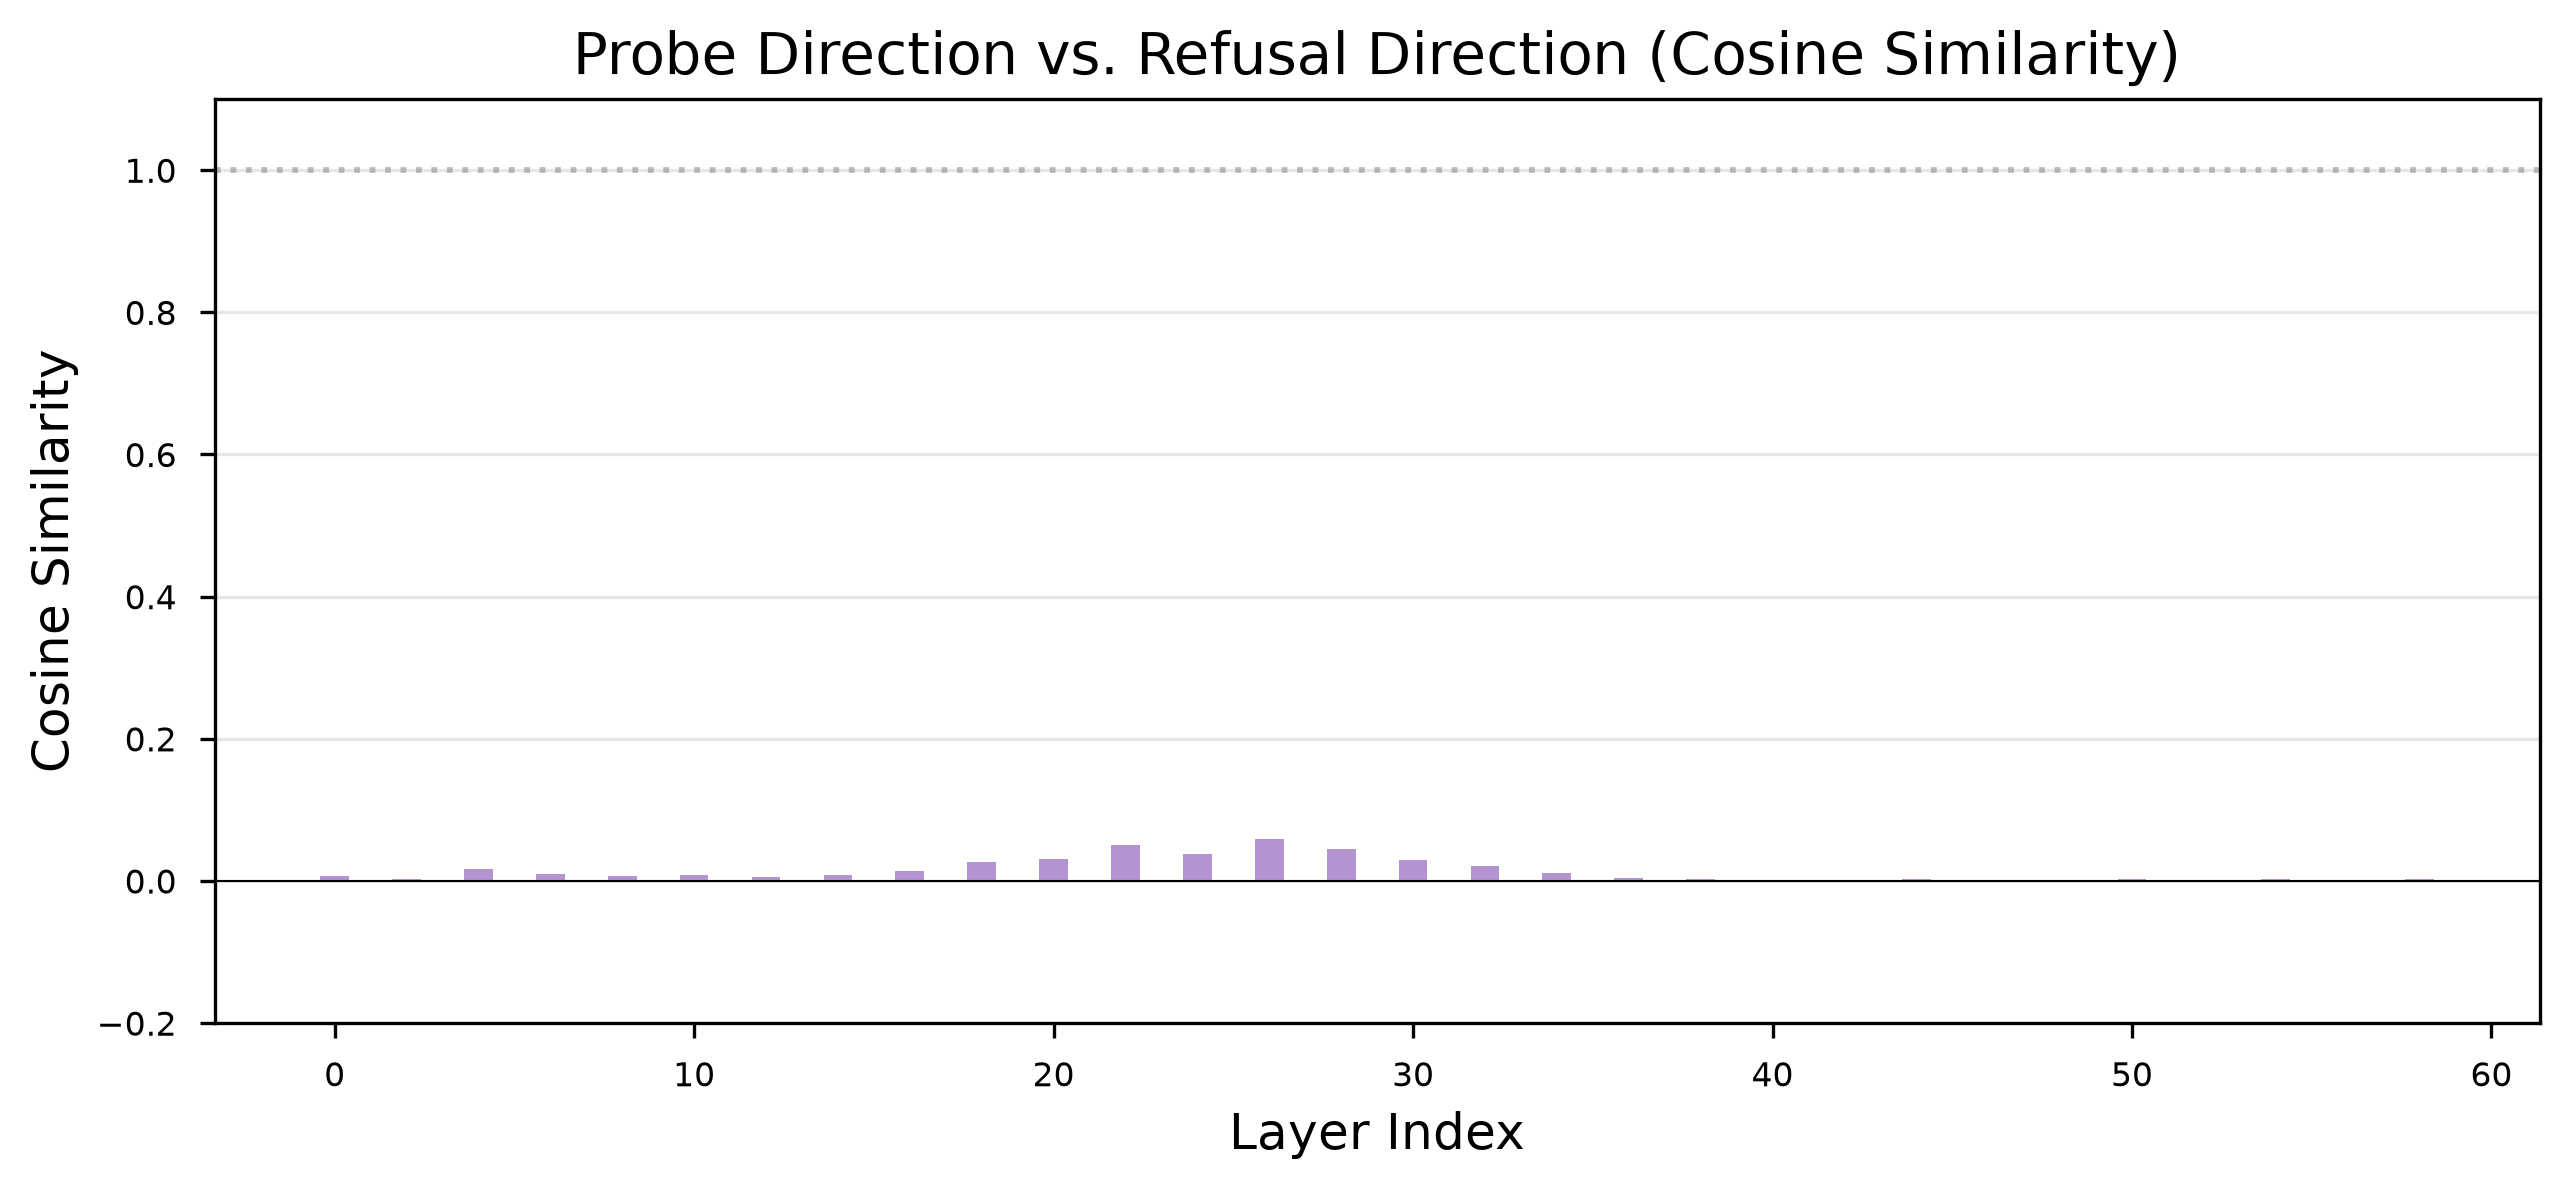 Probe Direction vs. Refusal Direction (Cosine Similarity)
1.0
0.8
0.6
0.4
0.2
0.0
−0.2
Cosine Similarity
0 10 20 30 40 50 60
Layer Index